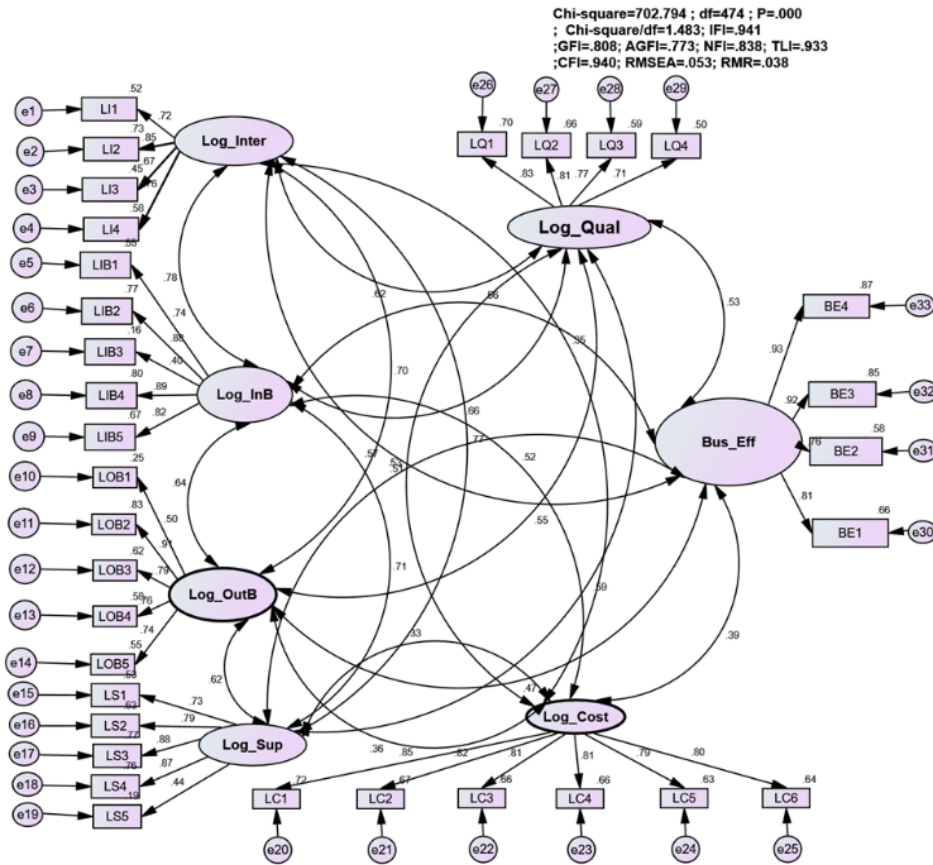 Chi-square=702.794 ; df=474 ; P=.000
; Chi-square/df=1.483; IFI=.941
;GFI=.808; AGFI=.773; NFI=.838; TLI=.933
;CFI=.940; RMSEA=.053; RMR=.038
e26 e27 e28 e29
.70 .66 .59 .50
LQ1 LQ2 LQ3 LQ4
.83 .81 .77 .71
Log_Qual
.52
e1 LI1
.72
.73
e2 LI2
.85
.67
e3 LI3
.45
.76
.58
e4 LI4
Log_Inter
.55
e5 LIB1
.74
.77
e6 LIB2
.88
.16
e7 LIB3
.40
.80
e8 LIB4
.89
.67
e9 LIB5
.82
Log_InB
.25
e10 LOB1
.50
.83
e11 LOB2
.91
.62
e12 LOB3
.79
.58
e13 LOB4
.76
.55
e14 LOB5
.74
Log_OutB
.53
e15 LS1
.73
.62
e16 LS2
.79
.77
e17 LS3
.88
.76
e18 LS4
.87
.19
e19 LS5
.44
Log_Sup
.78
.62
.70
.66
.77
.35
.53
.57
.52
.55
.64
.71
.59
.62
.33
.47
.36
.39
.87
BE4 e33
.93
.85
BE3 e32
.92
.58
BE2 e31
.76
.66
BE1 e30
.81
Bus_Eff
Log_Cost
.85 .82 .81 .81 .79 .80
.72 .67 .66 .66 .63 .64
LC1 LC2 LC3 LC4 LC5 LC6
e20 e21 e22 e23 e24 e25